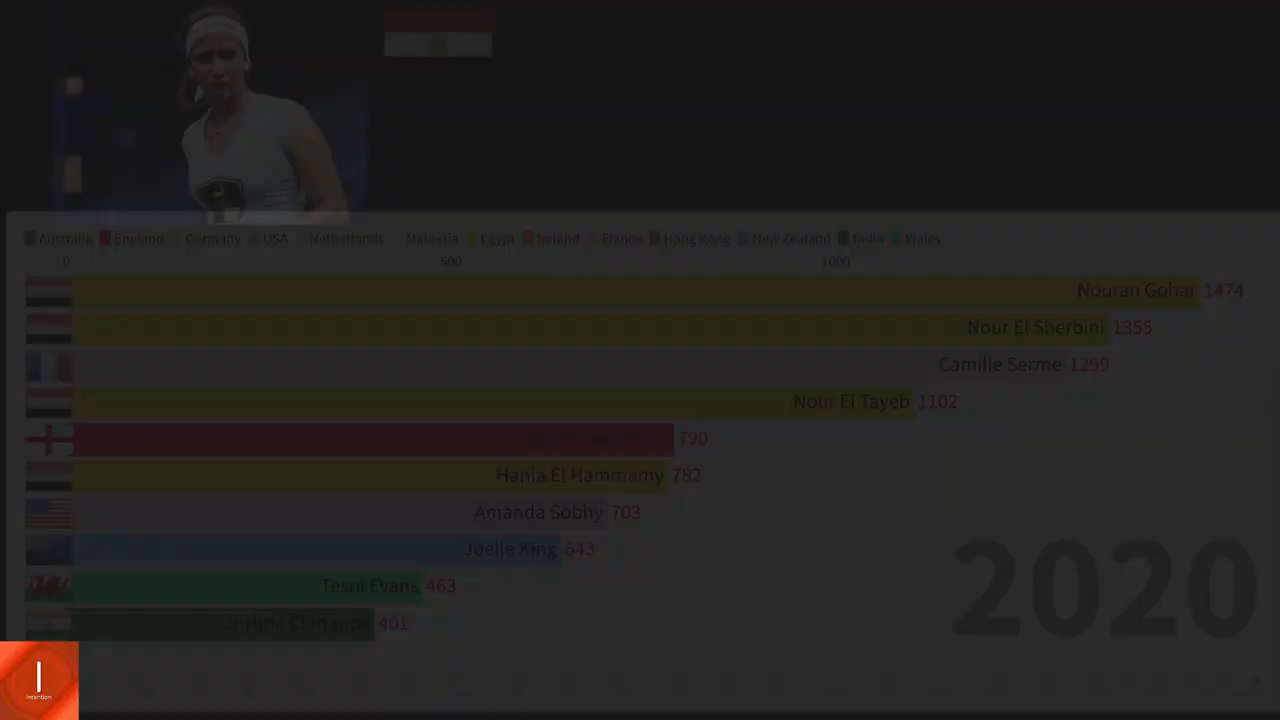 Australia England Germany USA Netherlands Malaysia Egypt Ireland France Hong Kong New Zealand India Wales
0 500 1000
Nouran Gohar 1474
Nour El Sherbini 1355
Camille Serme 1299
Nour El Tayeb 1102
790
Hania El Hammamy 782
Amanda Sobhy 703
Joelle King 643
Tesni Evans 463
401
2020
Intention